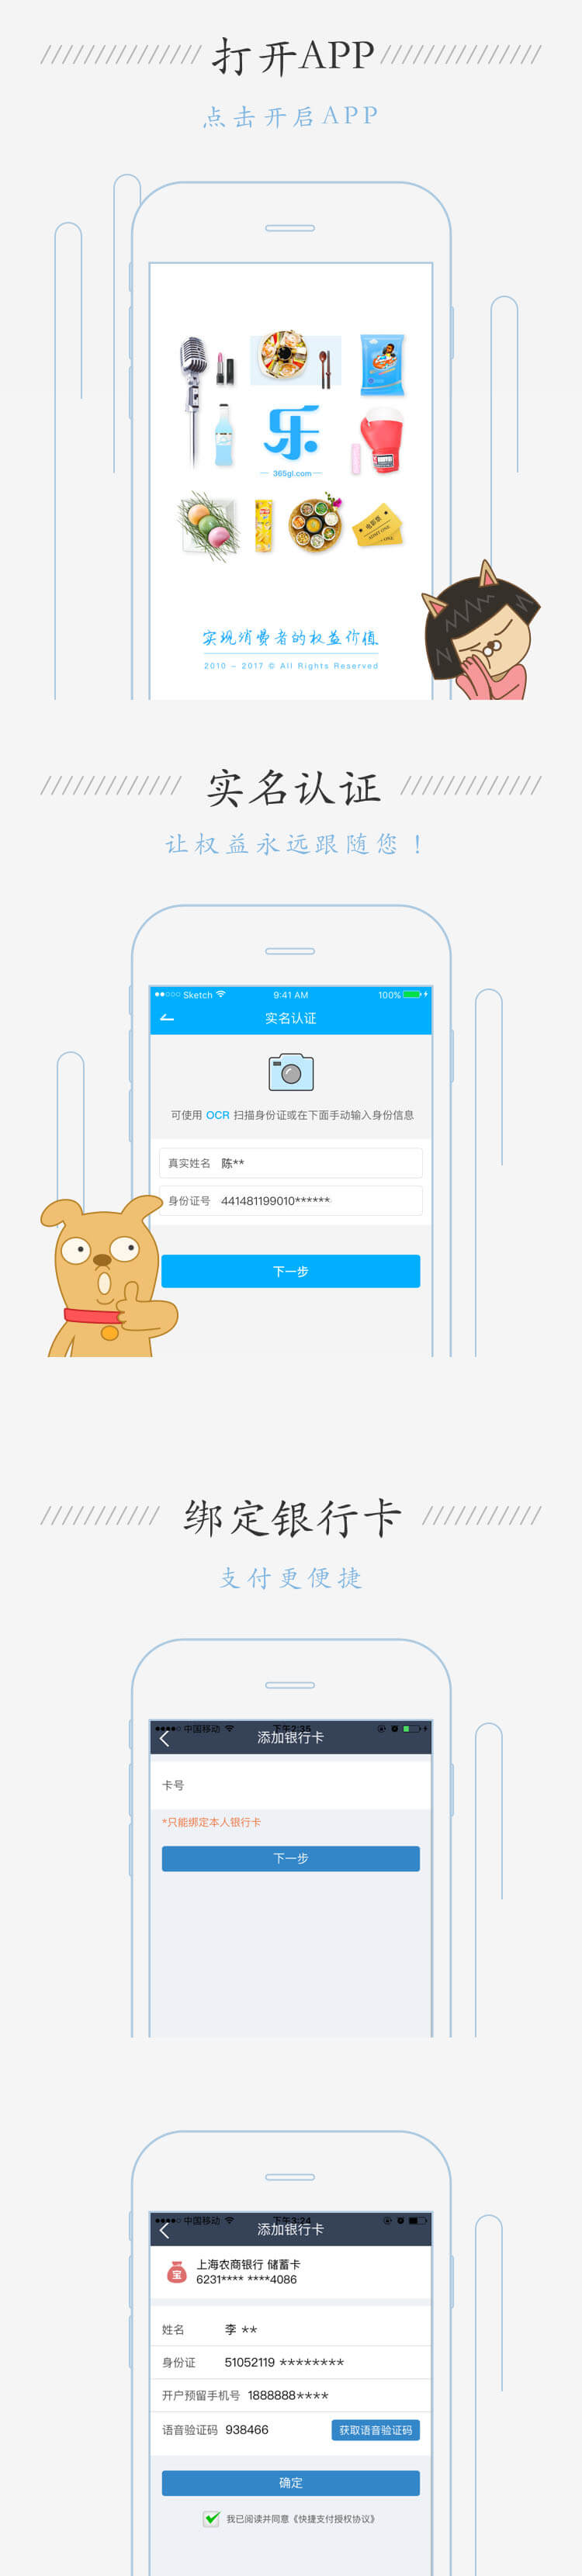 打开APP
点击开启APP
乐
365gl.com
电影票
ADMIT ONE
实现消费者的权益价值
2010 - 2017 © All Rights Reserved
实名认证
让权益永远跟随您！
Sketch 9:41 AM 100%
实名认证
可使用 OCR 扫描身份证或在下面手动输入身份信息
真实姓名 陈**
身份证号 441481199010******
下一步
绑定银行卡
支付更便捷
中国移动 下午2:35
添加银行卡
卡号
*只能绑定本人银行卡
下一步
中国移动 下午3:24
添加银行卡
宝
上海农商银行 储蓄卡
6231**** ****4086
姓名 李 **
身份证 51052119 ********
开户预留手机号 1888888****
语音验证码 938466 获取语音验证码
确定
我已阅读并同意《快捷支付授权协议》